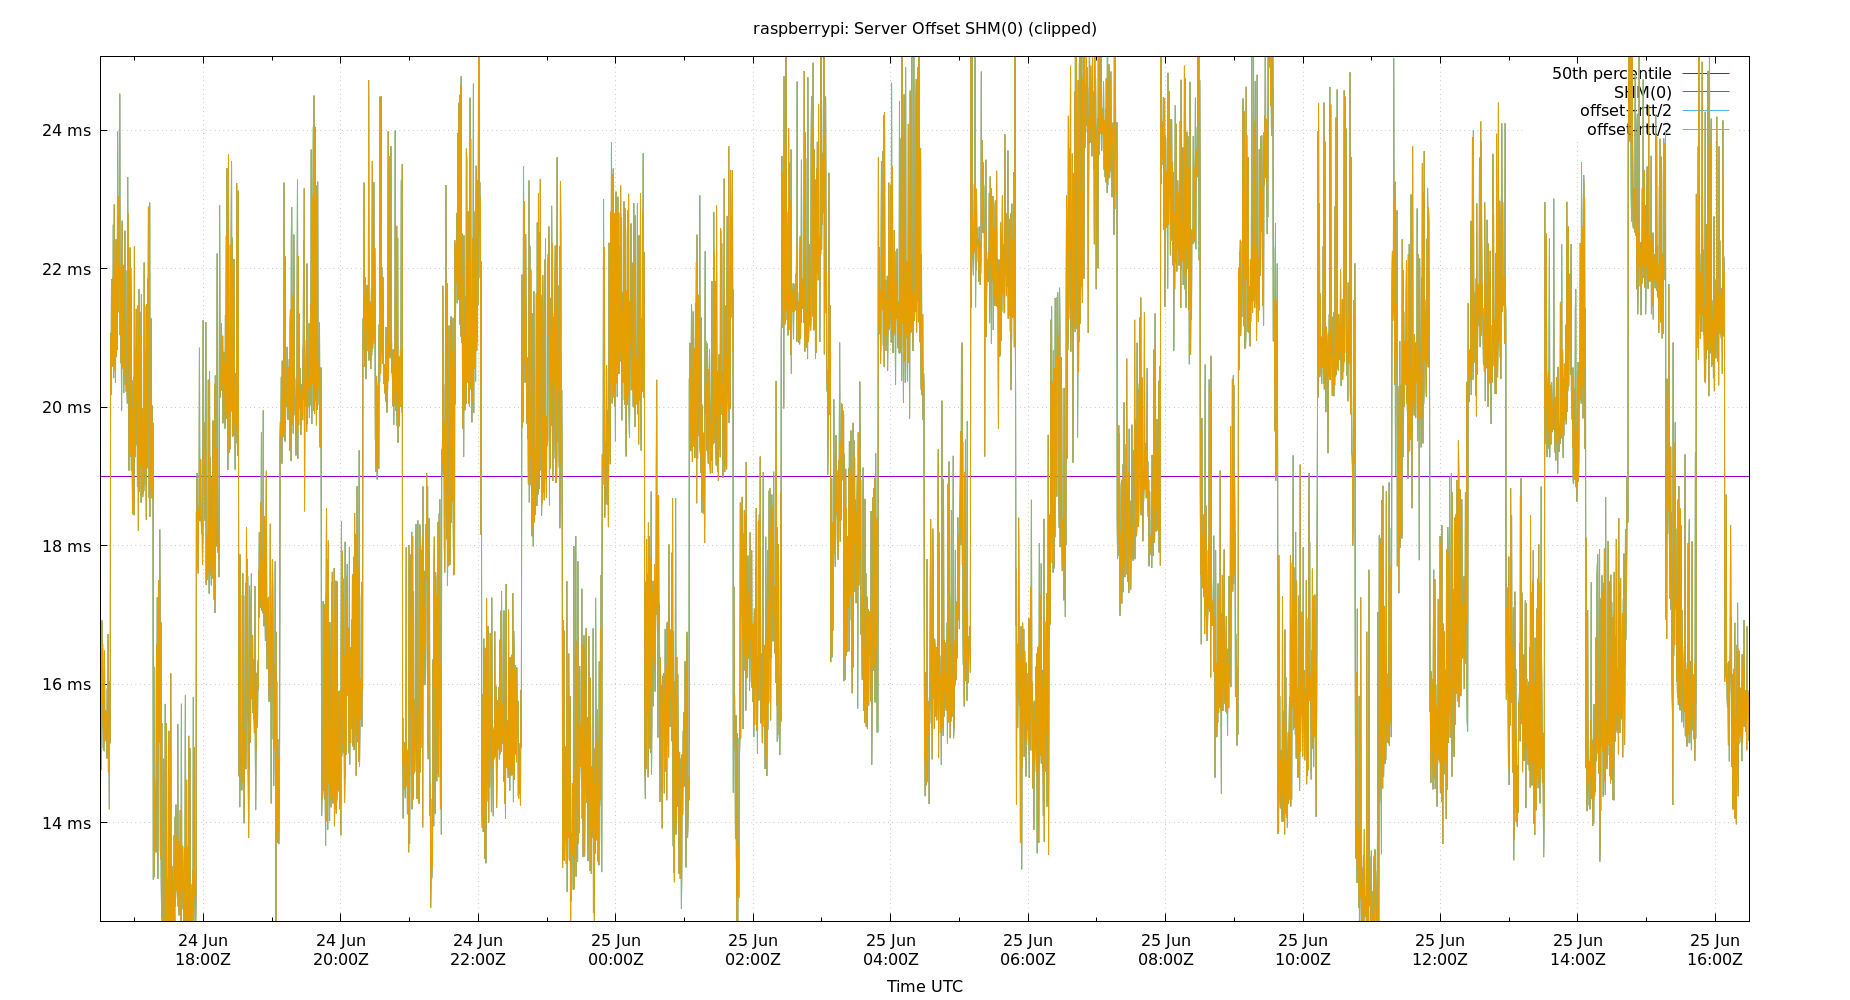 raspberrypi: Server Offset SHM(0) (clipped)
50th percentile
SHM(0)
offset+rtt/2
offset-rtt/2
24 ms
22 ms
20 ms
18 ms
16 ms
14 ms
24 Jun 24 Jun 24 Jun 25 Jun 25 Jun 25 Jun 25 Jun 25 Jun 25 Jun 25 Jun 25 Jun 25 Jun
18:00Z 20:00Z 22:00Z 00:00Z 02:00Z 04:00Z 06:00Z 08:00Z 10:00Z 12:00Z 14:00Z 16:00Z
Time UTC